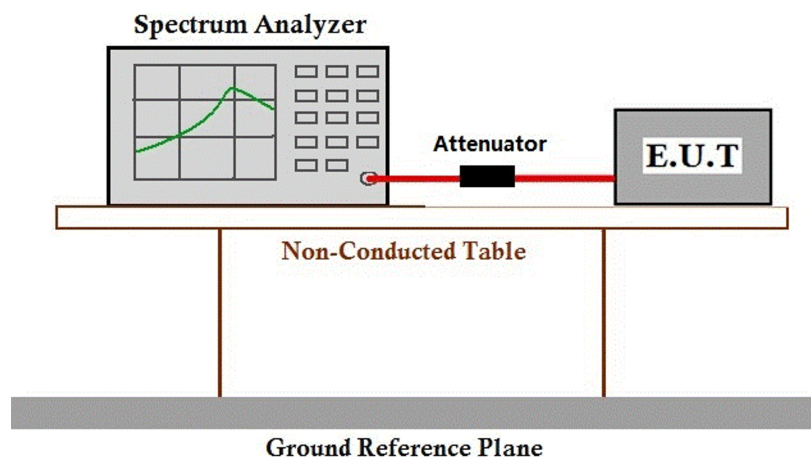 Spectrum Analyzer
Attenuator
E.U.T
Non-Conducted Table
Ground Reference Plane